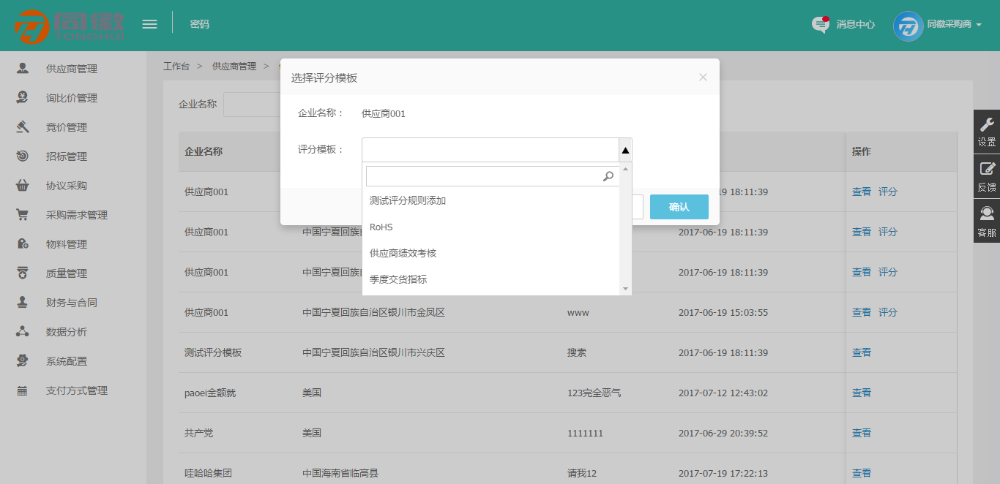 同徽 TONGHUI
密码
消息中心
同徽采购商
供应商管理
询比价管理
竞价管理
招标管理
协议采购
采购需求管理
物料管理
质量管理
财务与合同
数据分析
系统配置
支付方式管理
工作台 > 供应商管理 >
选择评分模板 ×
企业名称
企业名称： 供应商001
评分模板：
测试评分规则添加
RoHS
供应商绩效考核
季度交货指标
确认
企业名称 操作
供应商001 19 18:11:39 查看 评分
供应商001 中国宁夏回族 2017-06-19 18:11:39 查看 评分
供应商001 中国宁夏回族 2017-06-19 18:11:39 查看 评分
供应商001 中国宁夏回族自治区银川市金凤区 www 2017-06-19 15:03:55 查看 评分
测试评分模板 中国宁夏回族自治区银川市兴庆区 搜索 2017-06-19 18:11:39 查看
paoei金额就 美国 123完全恶气 2017-07-12 12:43:02 查看
共产党 美国 1111111 2017-06-29 20:39:52 查看
哇哈哈集团 中国海南省临高县 请我12 2017-07-19 17:22:13 查看
设置
反馈
客服